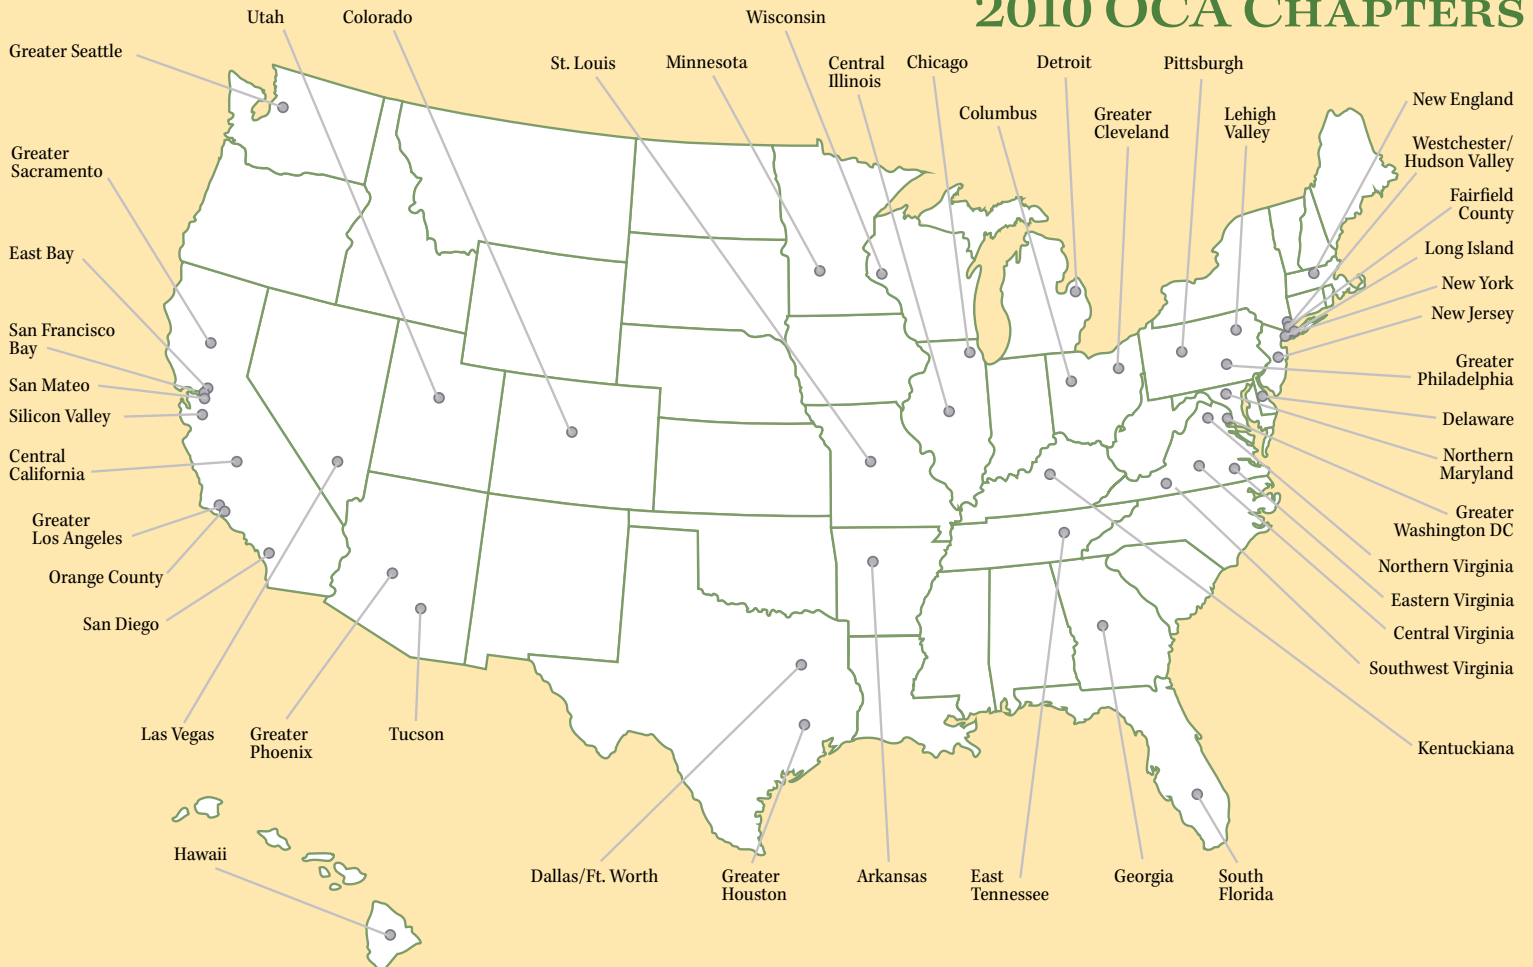 2010 OCA CHAPTERS
Utah
Colorado
Wisconsin
Greater Seattle
St. Louis
Minnesota
Central
Illinois
Chicago
Detroit
Pittsburgh
Columbus
Greater
Cleveland
Lehigh
Valley
New England
Westchester/
Hudson Valley
Fairfield
County
Long Island
New York
New Jersey
Greater
Philadelphia
Delaware
Northern
Maryland
Greater
Washington DC
Northern Virginia
Eastern Virginia
Central Virginia
Southwest Virginia
Kentuckiana
Greater
Sacramento
East Bay
San Francisco
Bay
San Mateo
Silicon Valley
Central
California
Greater
Los Angeles
Orange County
San Diego
Las Vegas
Greater
Phoenix
Tucson
Hawaii
Dallas/Ft. Worth
Greater
Houston
Arkansas
East
Tennessee
Georgia
South
Florida